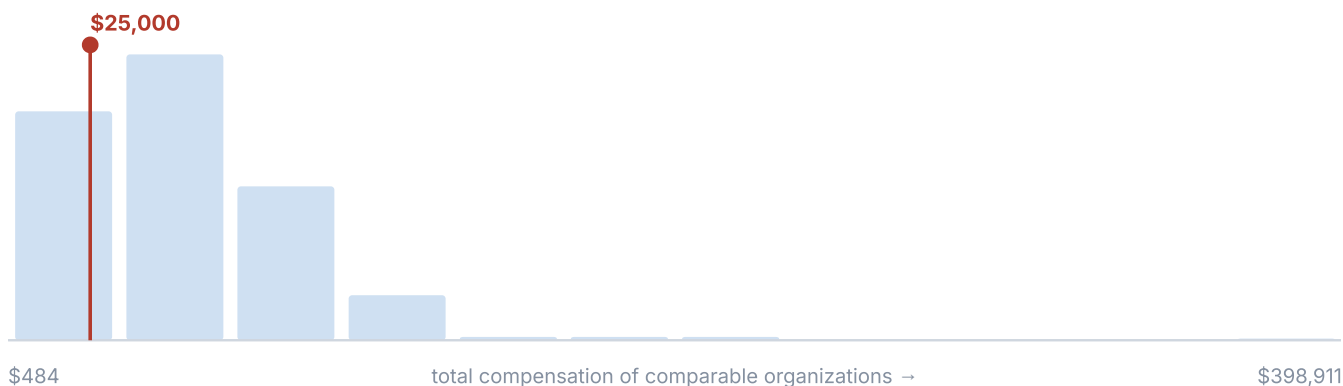 $25,000
$484 total compensation of comparable organizations → $398,911